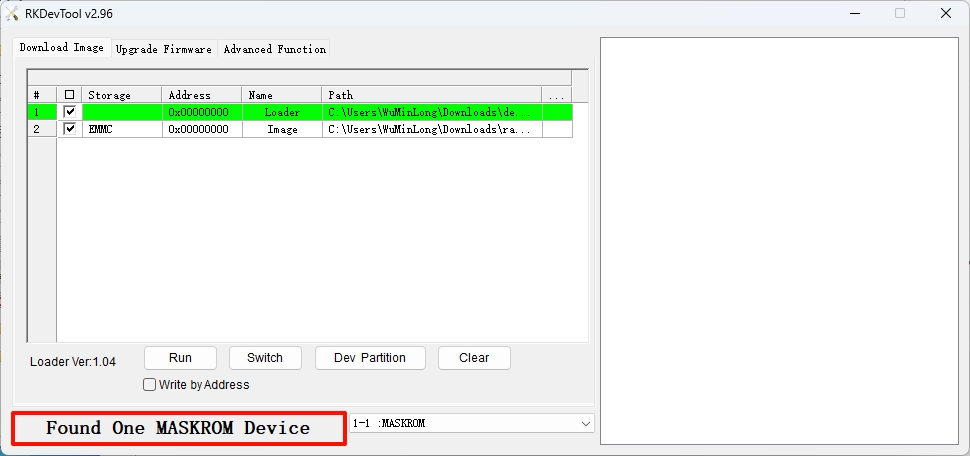 RKDevTool v2.96
Download Image Upgrade Firmware Advanced Function
# Storage Address Name Path ...
1 0x00000000 Loader C:\Users\WuMinLong\Downloads\de...
2 EMMC 0x00000000 Image C:\Users\WuMinLong\Downloads\ra...
Loader Ver:1.04 Run Switch Dev Partition Clear
Write by Address
Found One MASKROM Device 1-1 :MASKROM